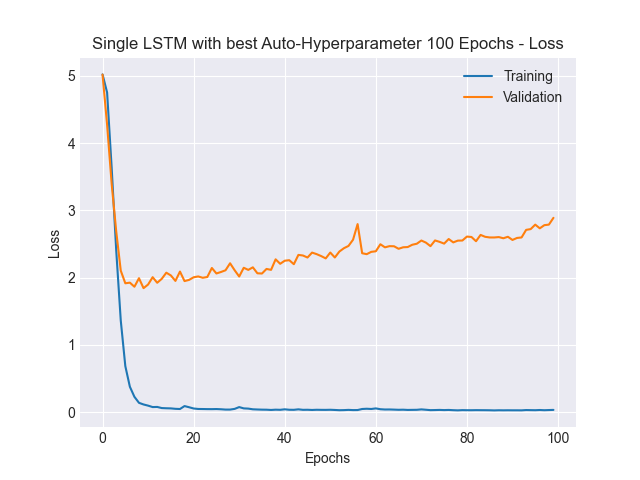 Single LSTM with best Auto-Hyperparameter 100 Epochs - Loss
Training
Validation
5
4
3
2
1
0
Loss
0
20
40
60
80
100
Epochs